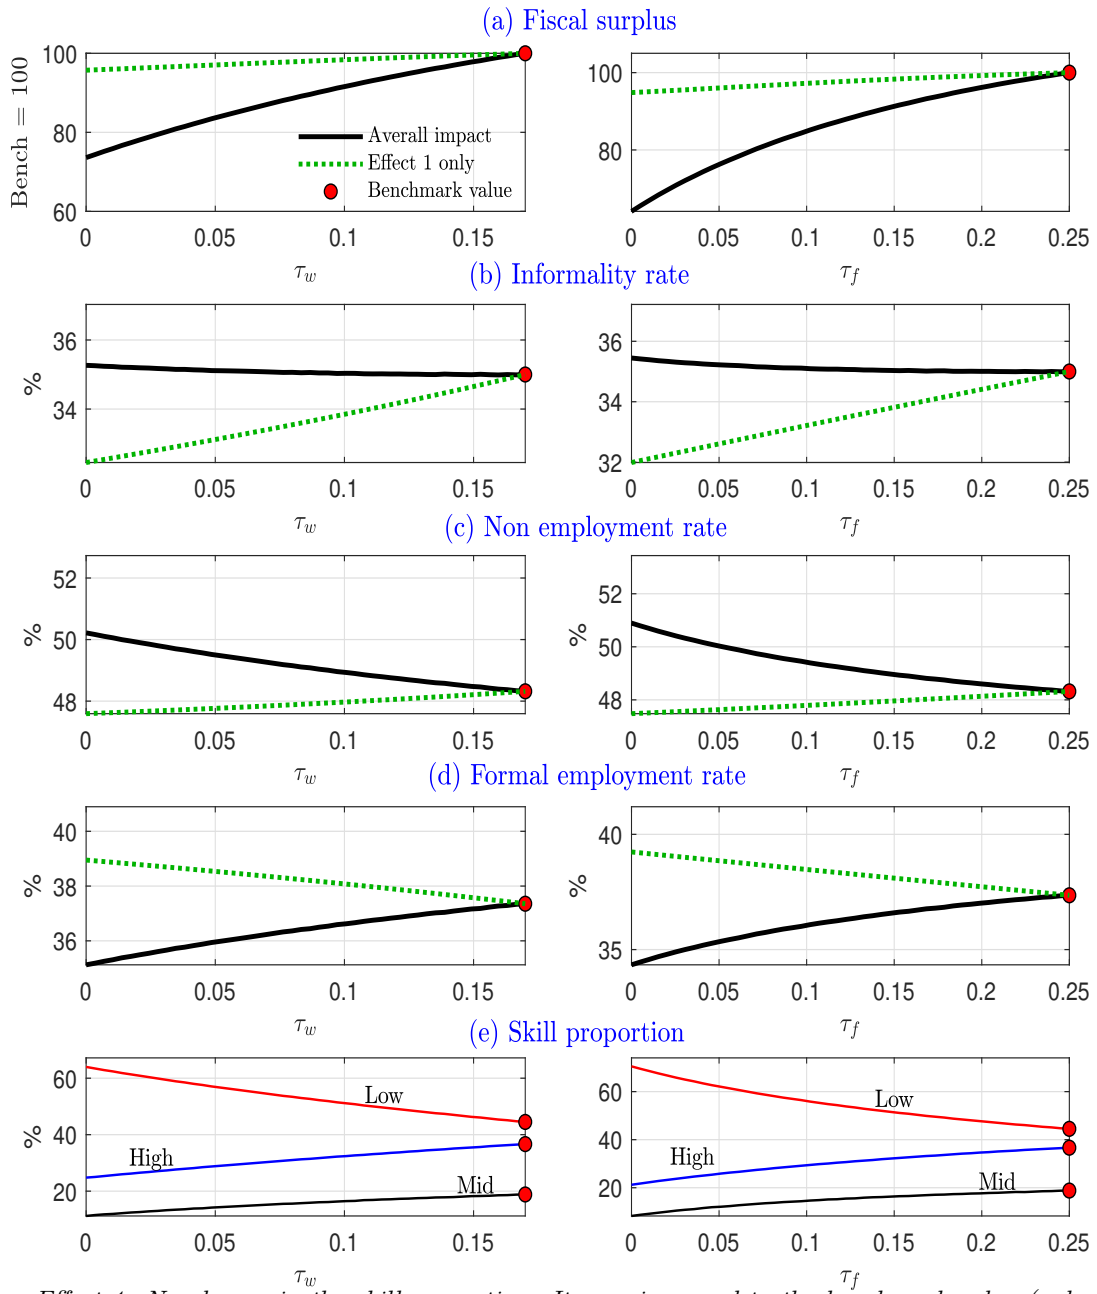 (a) Fiscal surplus
Bench = 100
100
80
60
0 0.05 0.1 0.15
τw
Averall impact
Effect 1 only
Benchmark value
100
80
0 0.05 0.1 0.15 0.2 0.25
τf
(b) Informality rate
%
36
34
0 0.05 0.1 0.15
τw
36
34
32
0 0.05 0.1 0.15 0.2 0.25
τf
(c) Non employment rate
%
52
50
48
0 0.05 0.1 0.15
τw
%
52
50
48
0 0.05 0.1 0.15 0.2 0.25
τf
(d) Formal employment rate
%
40
38
36
0 0.05 0.1 0.15
τw
%
40
35
0 0.05 0.1 0.15 0.2 0.25
τf
(e) Skill proportion
%
60
40
20
Low
High
Mid
0 0.05 0.1 0.15
τw
60
40
20
Low
High
Mid
0 0.05 0.1 0.15 0.2 0.25
τf